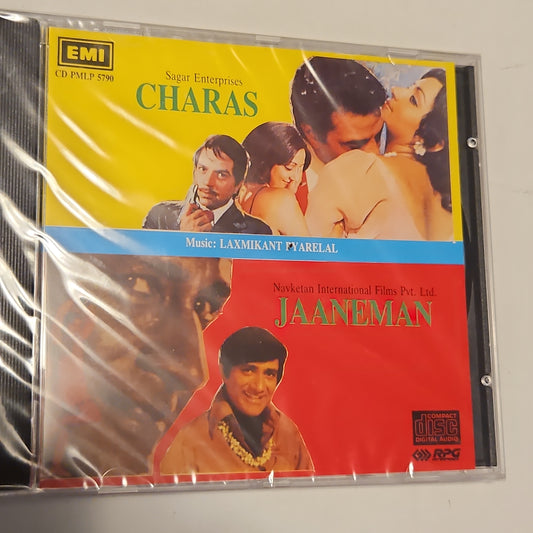 EMI
CD PMLP 5790
Sagar Enterprises
CHARAS
Music: LAXMIKANT PYARELAL
Navketan International Films Pvt. Ltd.
JAANEMAN
COMPACT
disc
DIGITAL AUDIO
RPG